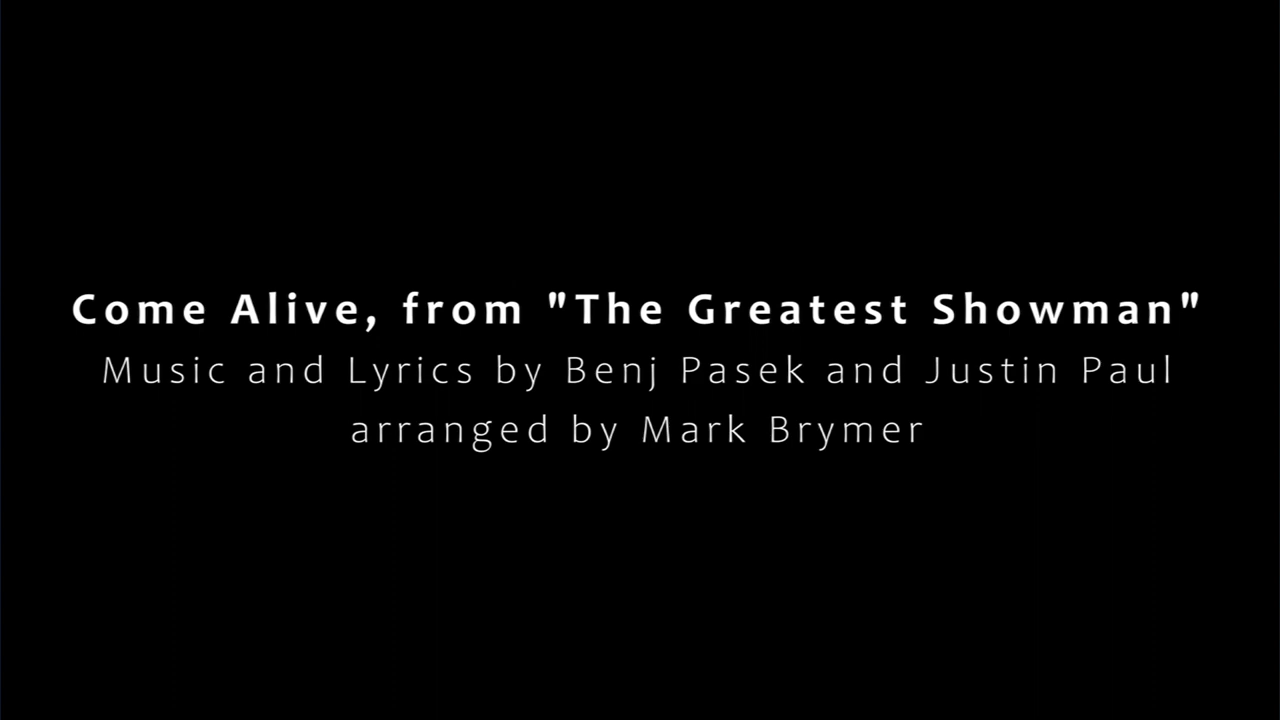 Come Alive, from "The Greatest Showman"
Music and Lyrics by Benj Pasek and Justin Paul
arranged by Mark Brymer